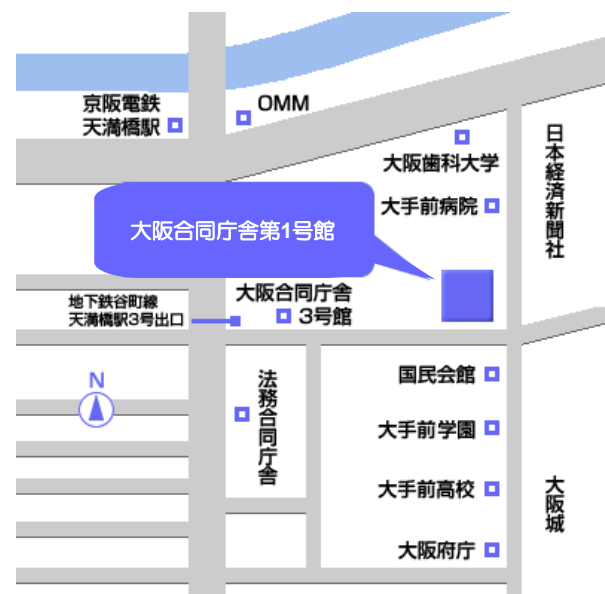 京阪電鉄
天満橋駅
OMM
大阪歯科大学
日本経済新聞社
大手前病院
大阪合同庁舎第1号館
大阪合同庁舎
3号館
地下鉄谷町線
天満橋駅3号出口
N
法務合同庁舎
国民会館
大手前学園
大手前高校
大阪城
大阪府庁